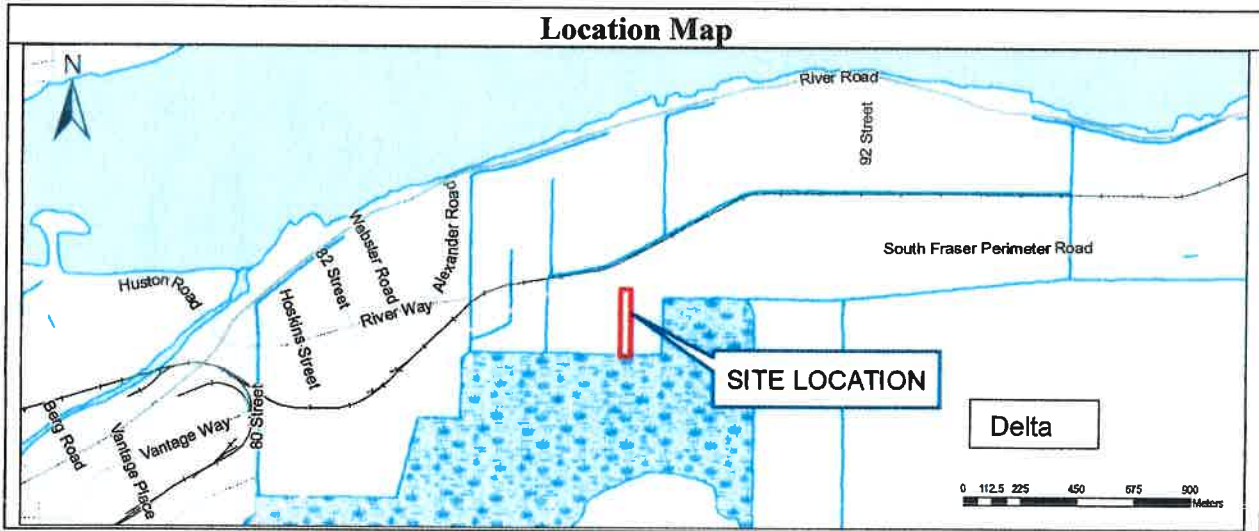 Location Map
N
River Road
92 Street
South Fraser Perimeter Road
Huston Road
Webster Road
82 Street
Alexander Road
Hoskins Street
River Way
SITE LOCATION
80 Street
Berg Road
Vantage Way
Vantage Place
Delta
0 112.5 225 450 675 900
Meters